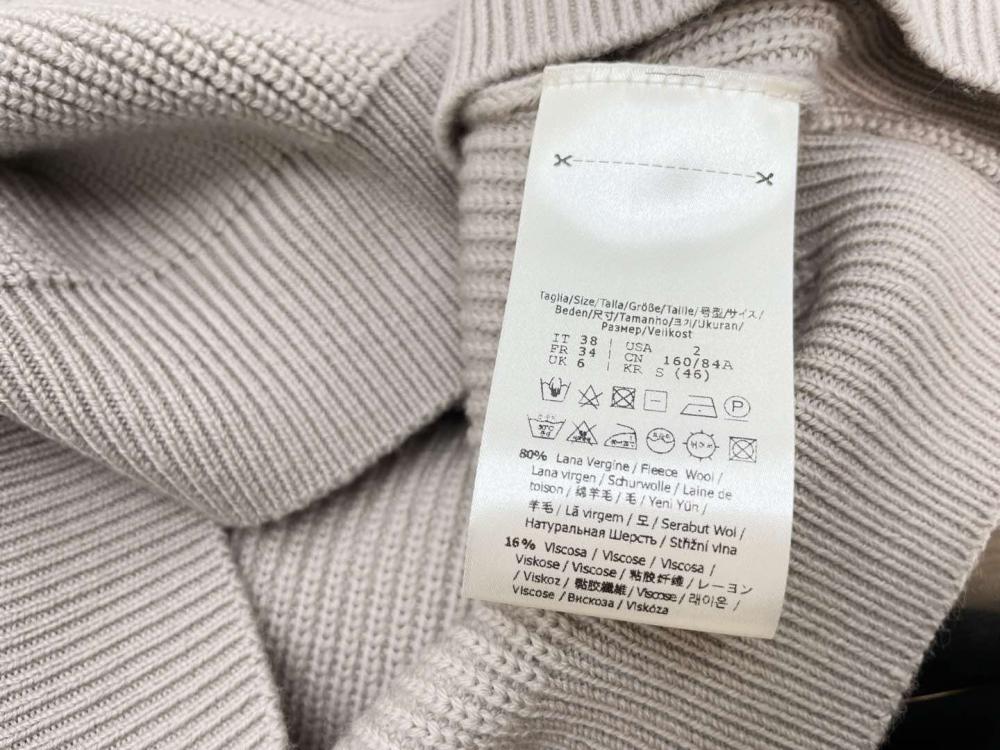 Taglia/Size/Talla/Größe/Taille/号型/サイズ/
Beden/尺寸/Tamanho/크기/Ukuran/
Размер/Velikost
IT 38 | USA 2
FR 34 | CN 160/84A
UK 6 | KR S (46)
P
80% Lana Vergine / Fleece Wool /
Lana virgen / Schurwolle / Laine de
toison / 绵羊毛 / 毛 / Yeni Yün /
羊毛 / Lã virgem / 모 / Serabut Wol /
Натуральная Шерсть / Střižní vlna
16% Viscosa / Viscose / Viscosa /
Viskose / Viscose / 粘胶纤维 / レーヨン
/ Viskoz / 黏胶纖維 / Viscose / 레이온 /
Viscose / Вискоза / Viskóza